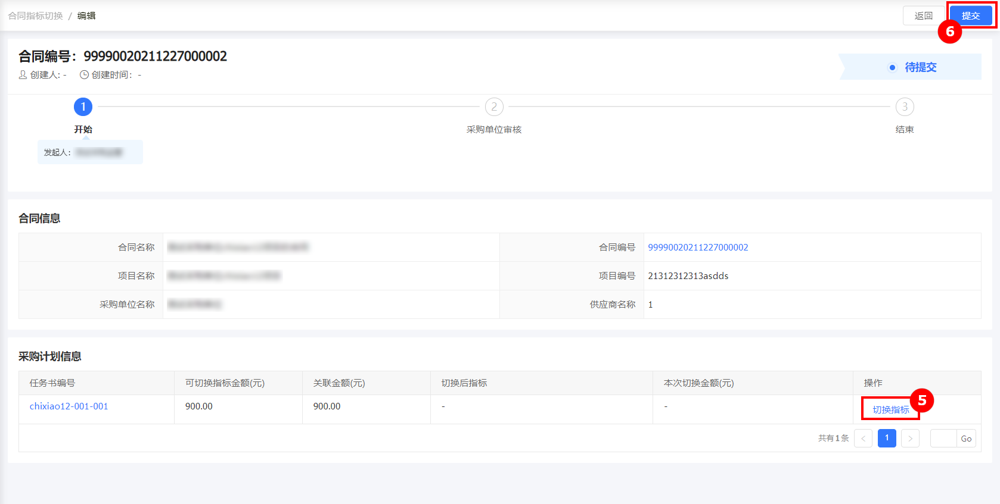 合同指标切换 / 编辑
返回
提交
6
合同编号：99990020211227000002
创建人: -
创建时间： -
待提交
1
2
3
开始
采购单位审核
结束
发起人：
合同信息
合同名称
合同编号 99990020211227000002
项目名称
项目编号 21312312313asdds
采购单位名称
供应商名称 1
采购计划信息
任务书编号 可切换指标金额(元) 关联金额(元) 切换后指标 本次切换金额(元) 操作
chixiao12-001-001 900.00 900.00 - - 切换指标
5
共有1条 < 1 > Go